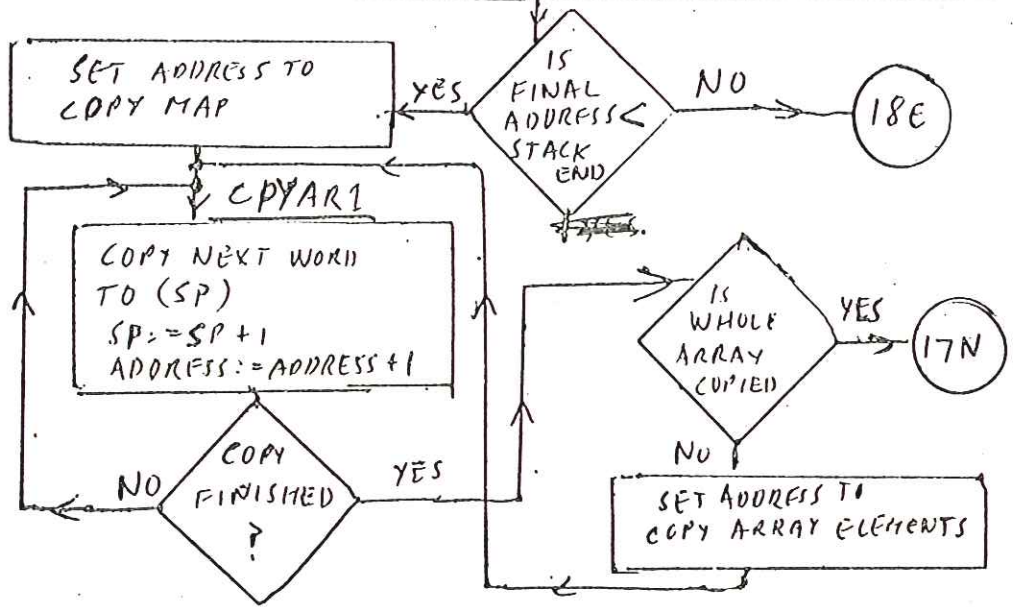 SET ADDRESS TO
COPY MAP
YES
IS
FINAL
ADDRESS <
STACK
END
NO
18E
CPYAR1
COPY NEXT WORD
TO (SP)
SP:=SP+1
ADDRESS:=ADDRESS+1
COPY
FINISHED
?
NO
YES
IS
WHOLE
ARRAY
COPIED
YES
17N
NO
SET ADDRESS TO
COPY ARRAY ELEMENTS